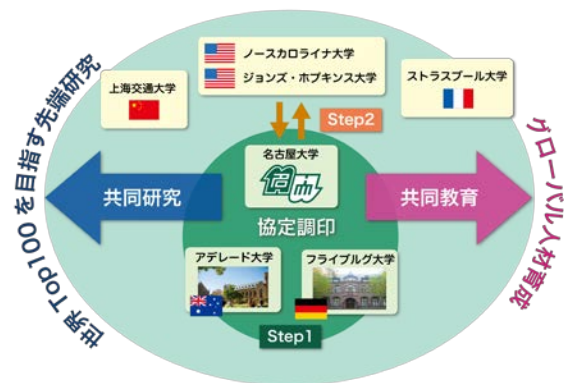 世界Top100を目指す先端研究
上海交通大学
ノースカロライナ大学
ジョンズ・ホプキンス大学
ストラスブール大学
Step2
名古屋大学
共同研究
共同教育
協定調印
アデレード大学
フライブルグ大学
Step1
グローバル人材育成